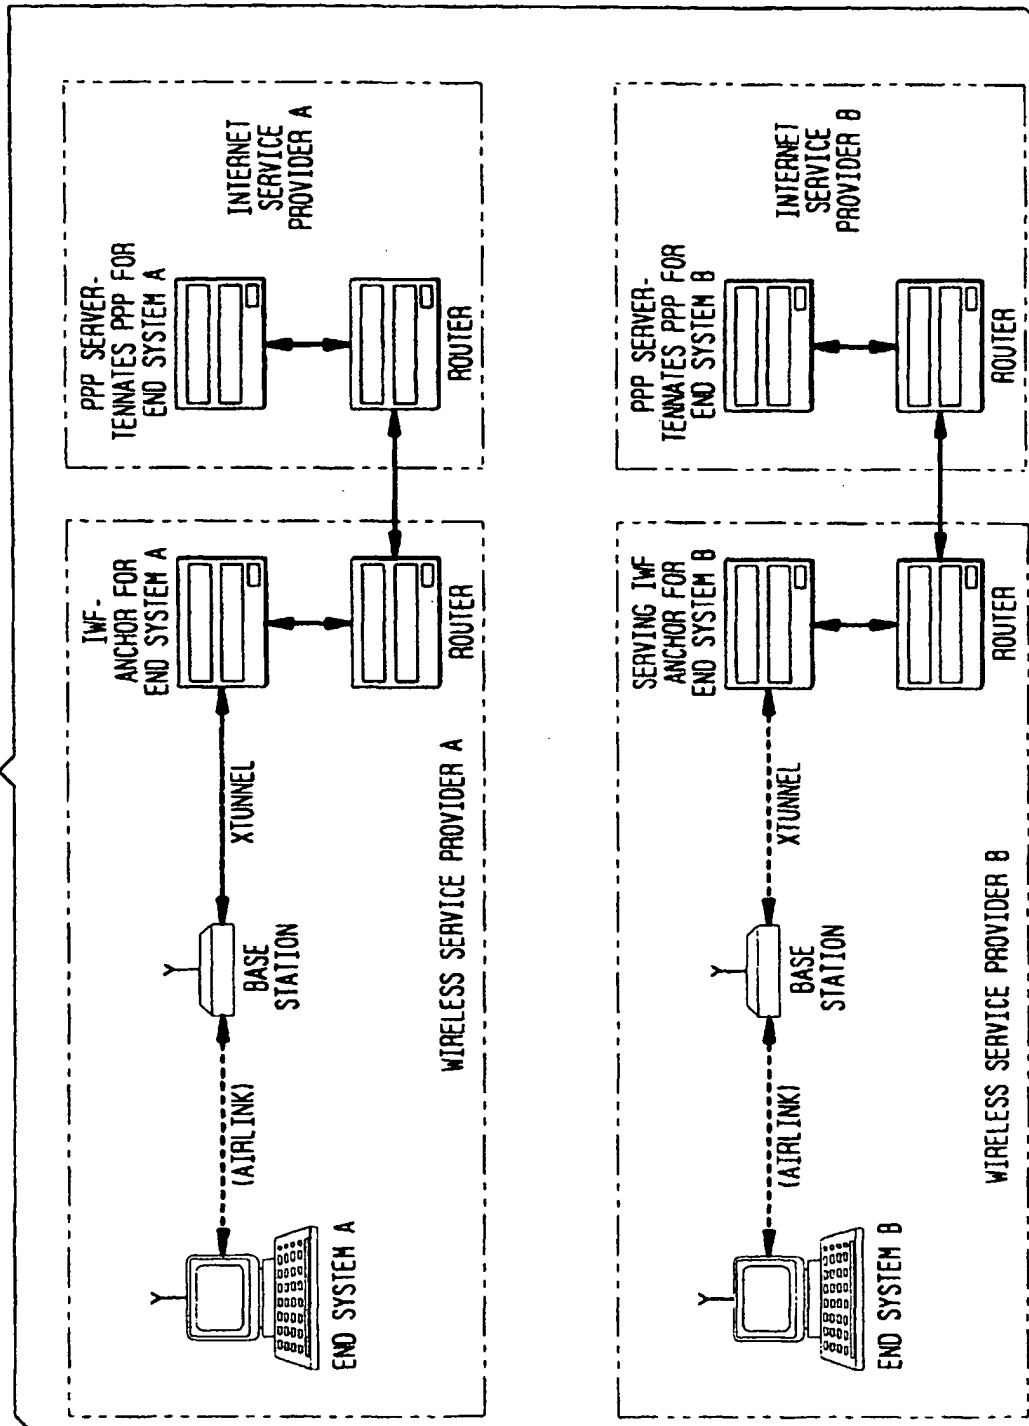 END SYSTEM A
(AIRLINK)
BASE
STATION
XTUNNEL
IWF-
ANCHOR FOR
END SYSTEM A
ROUTER
WIRELESS SERVICE PROVIDER A
PPP SERVER-
TENNATES PPP FOR
END SYSTEM A
ROUTER
INTERNET
SERVICE
PROVIDER A
END SYSTEM B
(AIRLINK)
BASE
STATION
XTUNNEL
SERVING IWF
ANCHOR FOR
END SYSTEM B
ROUTER
WIRELESS SERVICE PROVIDER B
PPP SERVER-
TENNATES PPP FOR
END SYSTEM B
ROUTER
INTERNET
SERVICE
PROVIDER B